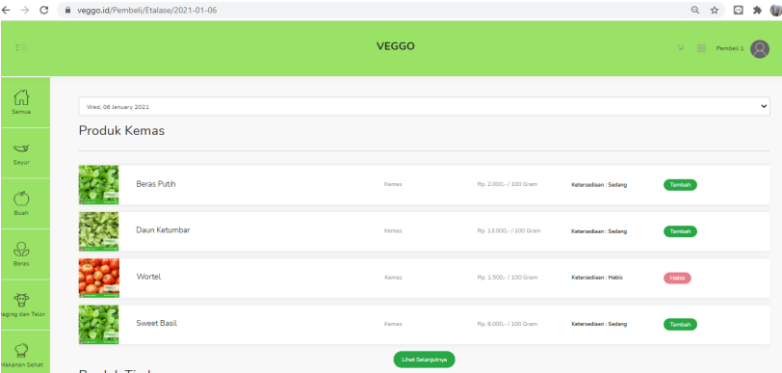 veggo.id/Pembeli/Etalase/2021-01-06
VEGGO
Pembeli 1
Semua
Sayur
Buah
Beras
Daging dan Telur
Makanan Sehat
Wed, 06 January 2021
Produk Kemas
Beras Putih Kemas Rp. 2.000,- / 100 Gram Ketersediaan : Sedang Tambah
Daun Ketumbar Kemas Rp. 13.000,- / 100 Gram Ketersediaan : Sedang Tambah
Wortel Kemas Rp. 1.500,- / 100 Gram Ketersediaan : Habis Habis
Sweet Basil Kemas Rp. 8.000,- / 100 Gram Ketersediaan : Sedang Tambah
Lihat Selanjutnya